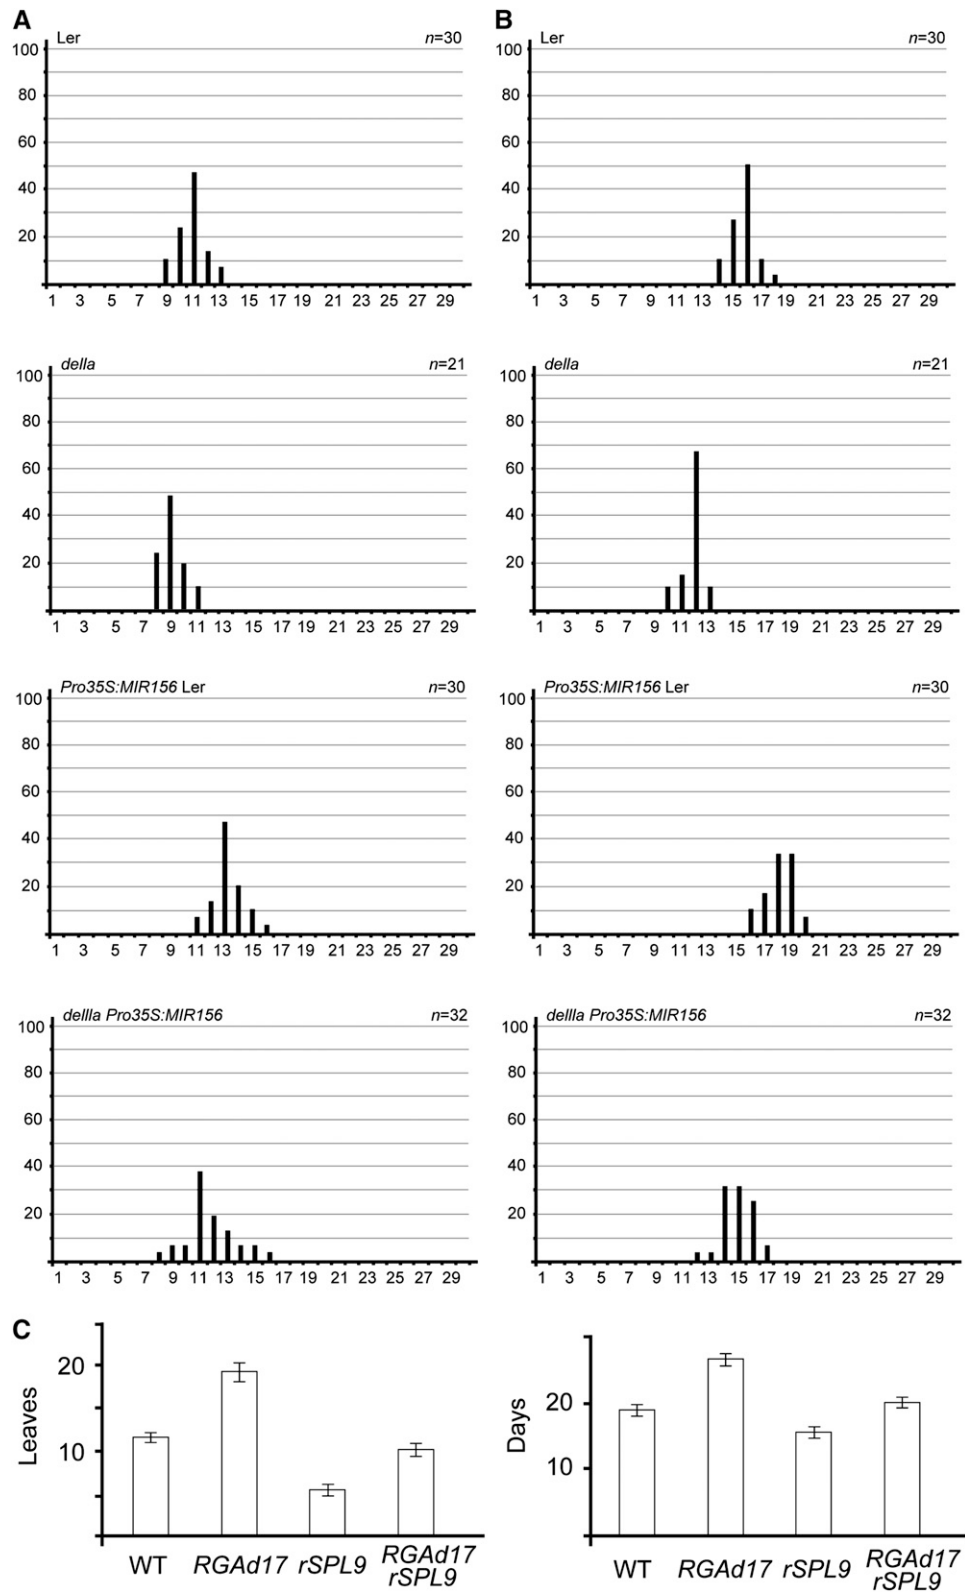 A
B
Ler n=30
100
80
60
40
20
1 3 5 7 9 11 13 15 17 19 21 23 25 27 29
Ler n=30
100
80
60
40
20
1 3 5 7 9 11 13 15 17 19 21 23 25 27 29
della n=21
100
80
60
40
20
1 3 5 7 9 11 13 15 17 19 21 23 25 27 29
della n=21
100
80
60
40
20
1 3 5 7 9 11 13 15 17 19 21 23 25 27 29
Pro35S:MIR156 Ler n=30
100
80
60
40
20
1 3 5 7 9 11 13 15 17 19 21 23 25 27 29
Pro35S:MIR156 Ler n=30
100
80
60
40
20
1 3 5 7 9 11 13 15 17 19 21 23 25 27 29
dellla Pro35S:MIR156 n=32
100
80
60
40
20
1 3 5 7 9 11 13 15 17 19 21 23 25 27 29
dellla Pro35S:MIR156 n=32
100
80
60
40
20
1 3 5 7 9 11 13 15 17 19 21 23 25 27 29
C
Leaves
20
10
WT RGAd17 rSPL9 RGAd17
rSPL9
Days
20
10
WT RGAd17 rSPL9 RGAd17
rSPL9